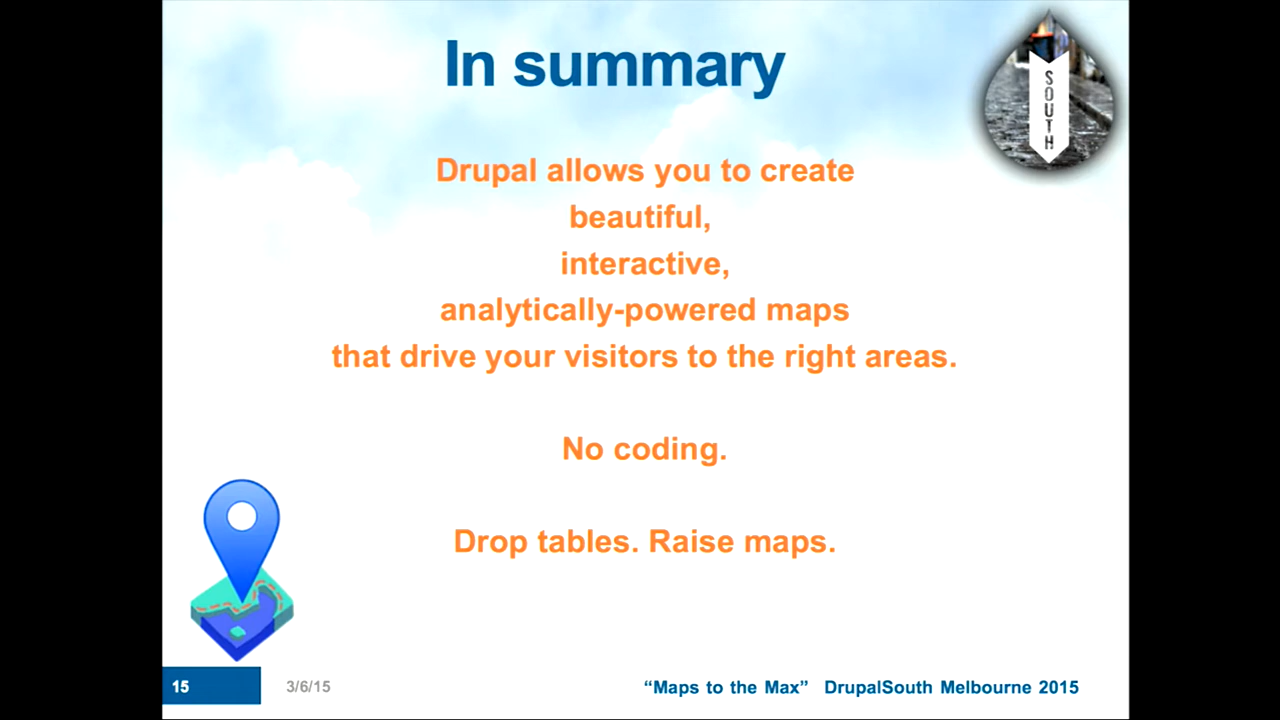 In summary
SOUTH
Drupal allows you to create
beautiful,
interactive,
analytically-powered maps
that drive your visitors to the right areas.
No coding.
Drop tables. Raise maps.
15
3/6/15
“Maps to the Max” DrupalSouth Melbourne 2015